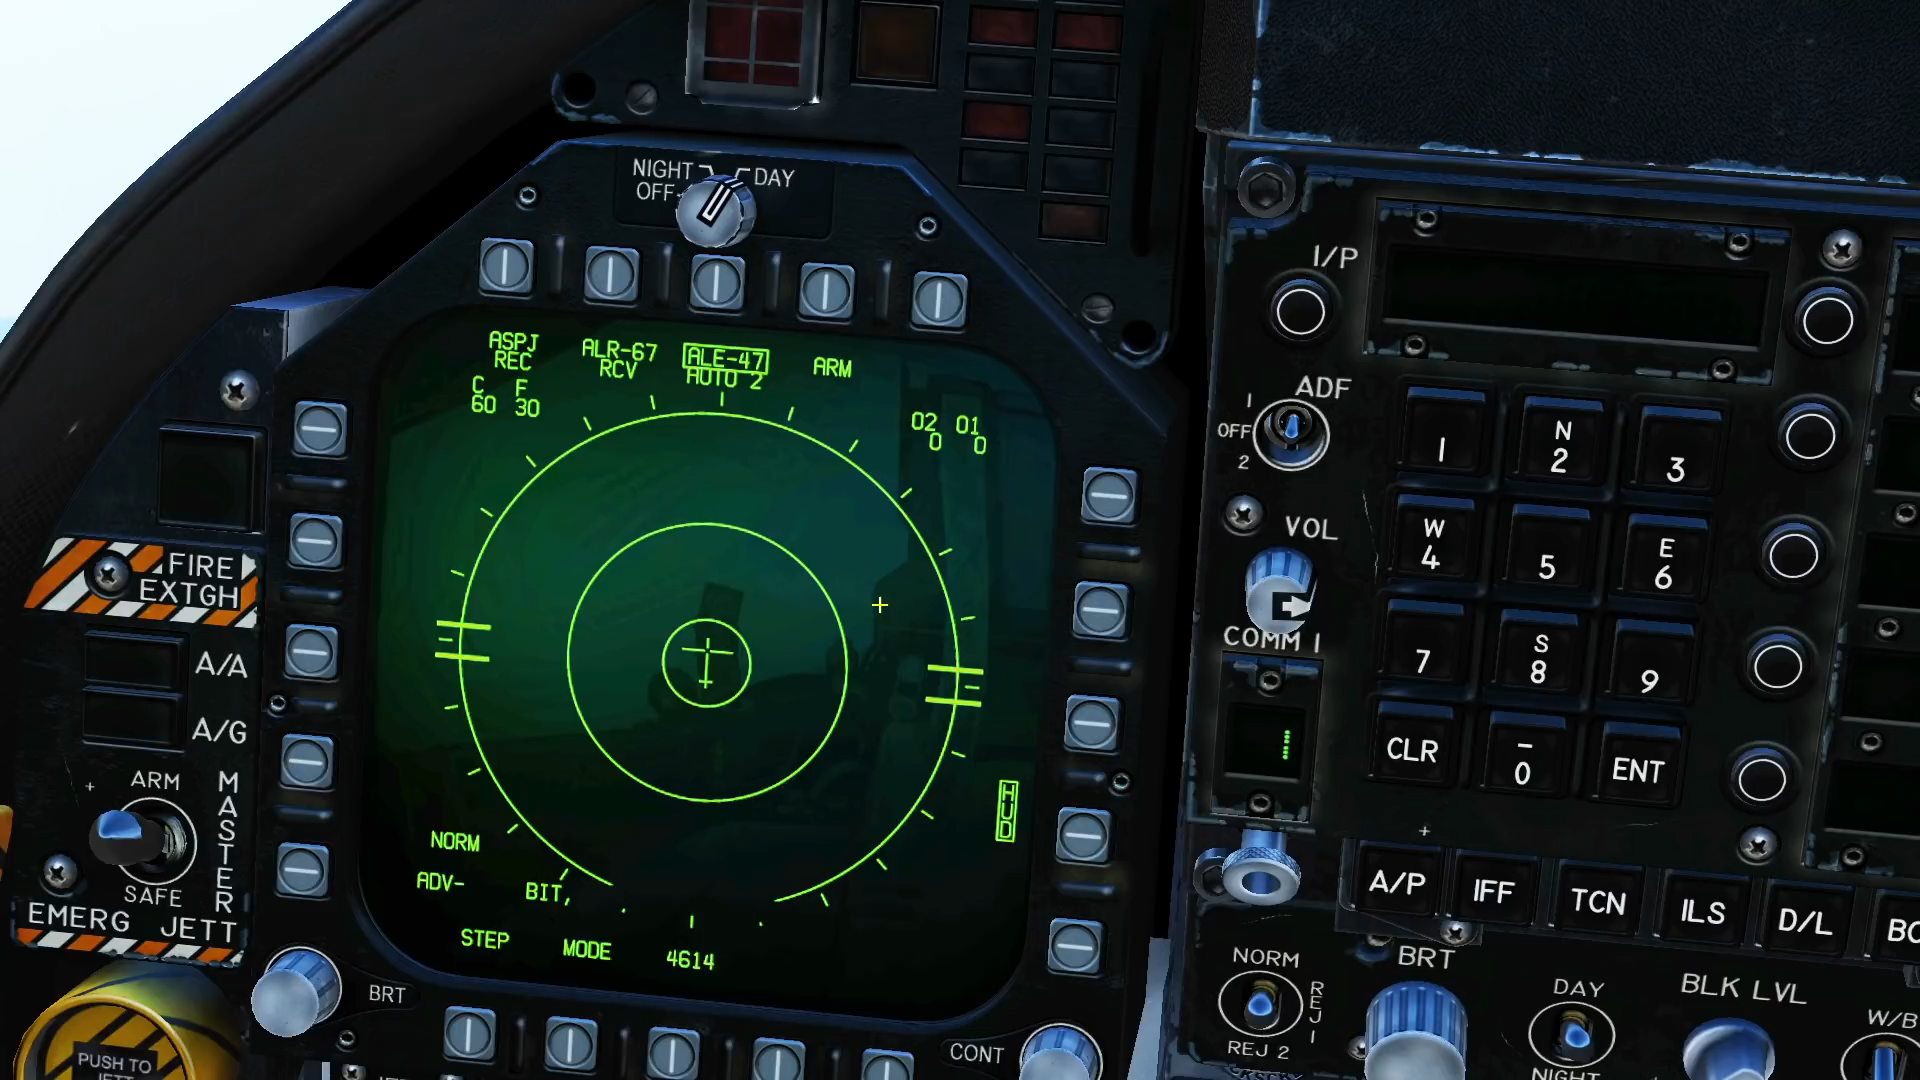 NIGHT
DAY
OFF
ASPJ
REC
ALR-67
RCV
ALE-47
AUTO 2
ARM
C
60
F
30
02
0
01
0
HUD
NORM
ADV-
BIT,
STEP
MODE
4614
BRT
CONT
FIRE
EXTGH
A/A
A/G
MASTER
+
ARM
SAFE
EMERG JETT
PUSH TO
I/P
ADF
1
OFF
2
VOL
COMM 1
1
N
2
3
W
4
5
E
6
7
S
8
9
CLR
–
0
ENT
+
A/P
IFF
TCN
ILS
D/L
NORM
REJ 1
REJ 2
BRT
DAY
NIGHT
BLK LVL
W/B